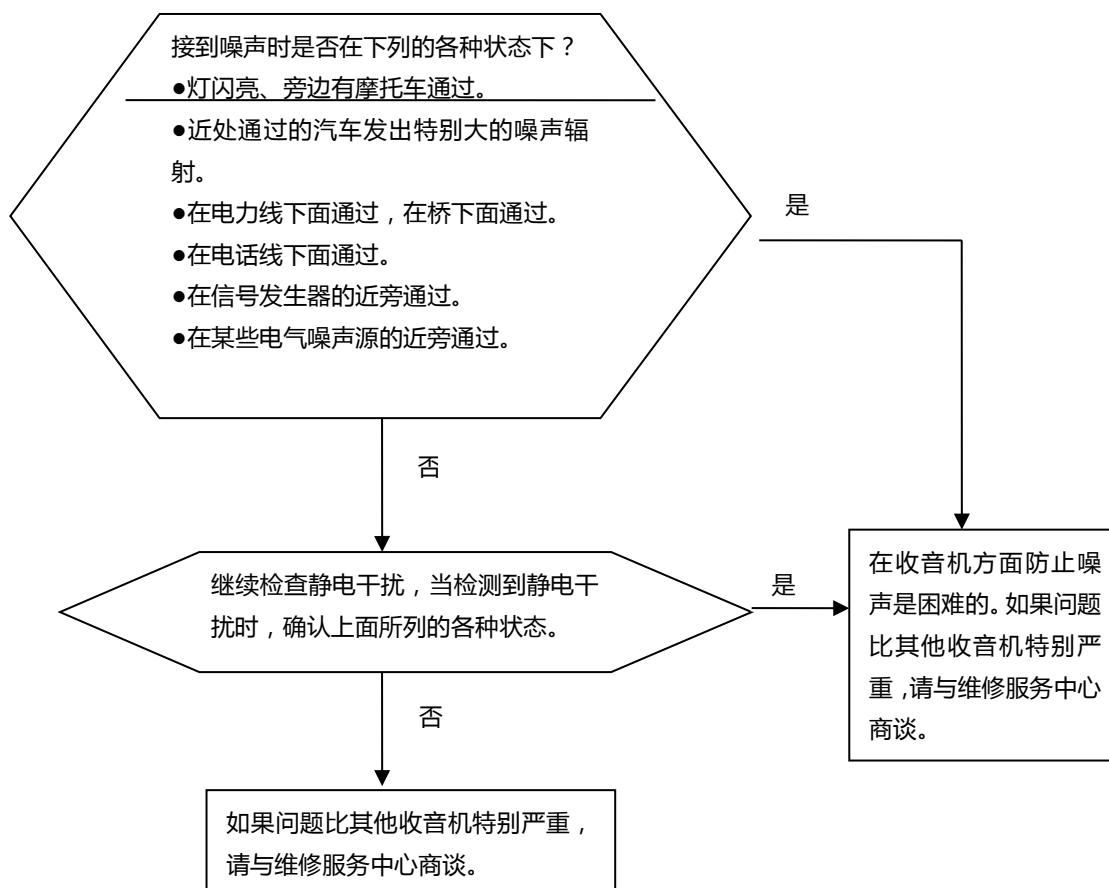 接到噪声时是否在下列的各种状态下？
●灯闪亮、旁边有摩托车通过。
●近处通过的汽车发出特别大的噪声辐
射。
●在电力线下面通过，在桥下面通过。
●在电话线下面通过。
●在信号发生器的近旁通过。
●在某些电气噪声源的近旁通过。
是
否
继续检查静电干扰，当检测到静电干
扰时，确认上面所列的各种状态。
是
在收音机方面防止噪
声是困难的。如果问题
比其他收音机特别严
重，请与维修服务中心
商谈。
否
如果问题比其他收音机特别严重，
请与维修服务中心商谈。